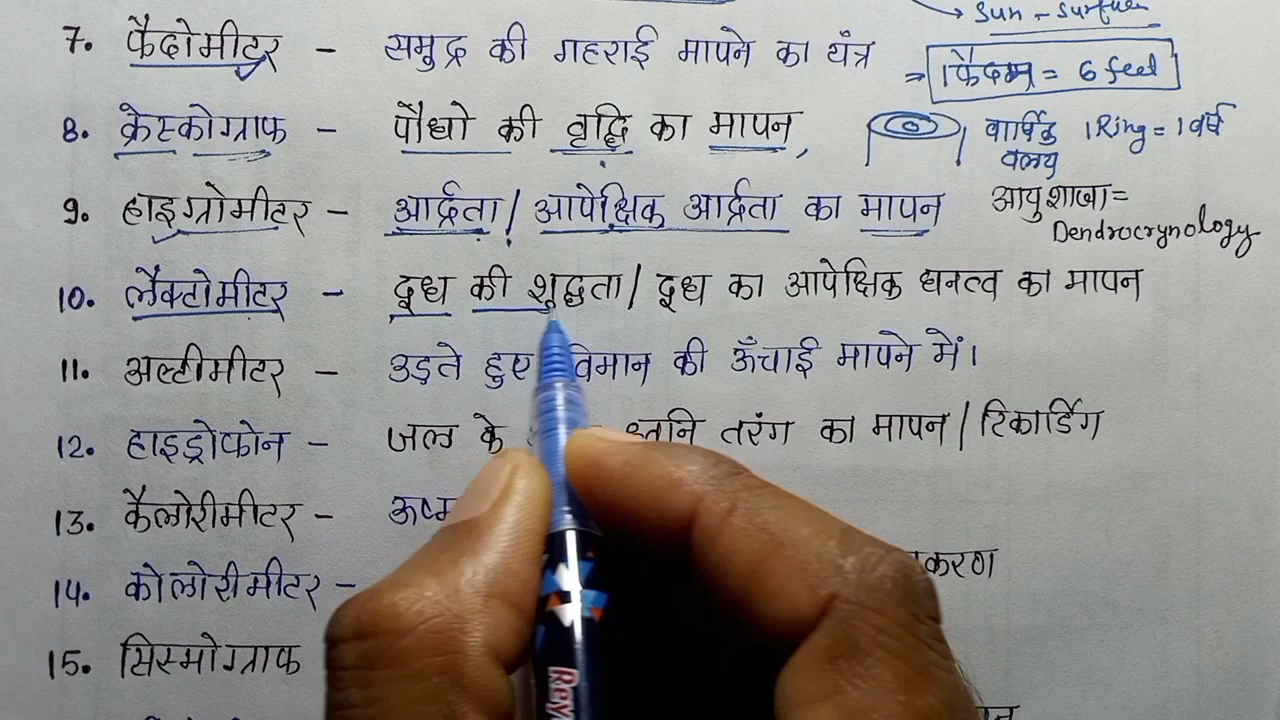 → Sun - Surface
7. फैदोमीटर - समुद्र की गहराई मापने का यंत्र
⇒ फैदम = 6 feet
8. क्रेस्कोग्राफ - पौधो की वृद्धि का मापन,
वार्षिक वलय 1Ring = 1 वर्ष
9. हाइग्रोमीटर - आर्द्रता / आपेक्षिक आर्द्रता का मापन
आयु शाखा =
Dendrocrynology
10. लैक्टोमीटर - दूध की शुद्धता / दूध का आपेक्षिक घनत्व का मापन
11. अल्टीमीटर - उड़ते हुए विमान की ऊँचाई मापने में।
12. हाइड्रोफोन - जल के ध्वनि तरंग का मापन / रिकार्डिंग
13. कैलोरीमीटर - ऊष्म
14. कोलोरीमीटर - करण
15. सिस्मोग्राफ